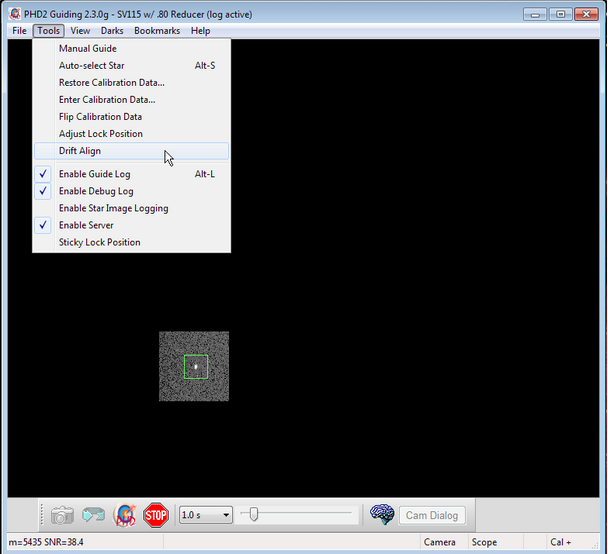 PHD2 Guiding 2.3.0g - SV115 w/ .80 Reducer (log active)
File Tools View Darks Bookmarks Help
Manual Guide
Auto-select Star Alt-S
Restore Calibration Data...
Enter Calibration Data...
Flip Calibration Data
Adjust Lock Position
Drift Align
Enable Guide Log Alt-L
Enable Debug Log
Enable Star Image Logging
Enable Server
Sticky Lock Position
STOP 1.0 s Cam Dialog
m=5435 SNR=38.4 Camera Scope Cal +